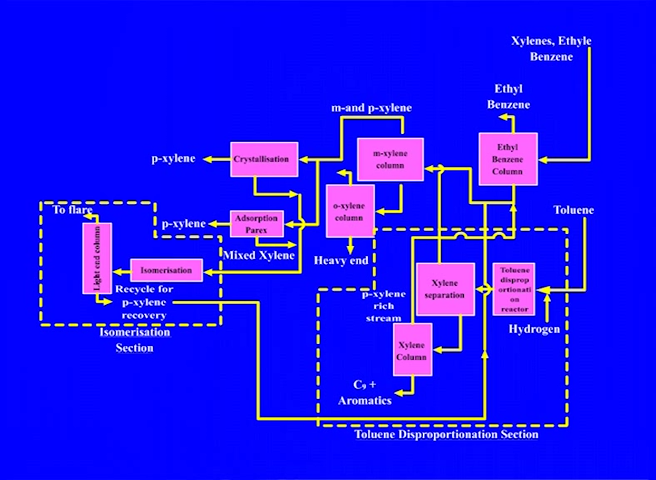 Xylenes, Ethyle
Benzene
Ethyl
Benzene
m-and p-xylene
p-xylene
Crystallisation
m-xylene
column
Ethyl
Benzene
Column
To flare
p-xylene
Adsorption
Parex
o-xylene
column
Toluene
Mixed Xylene
Heavy end
Light end column
Isomerisation
Recycle for
p-xylene
recovery
Xylene
separation
Toluene
disprop
ortionati
on
reactor
p-xylene
rich
stream
Hydrogen
Isomerisation
Section
Xylene
Column
C₉ +
Aromatics
Toluene Disproportionation Section